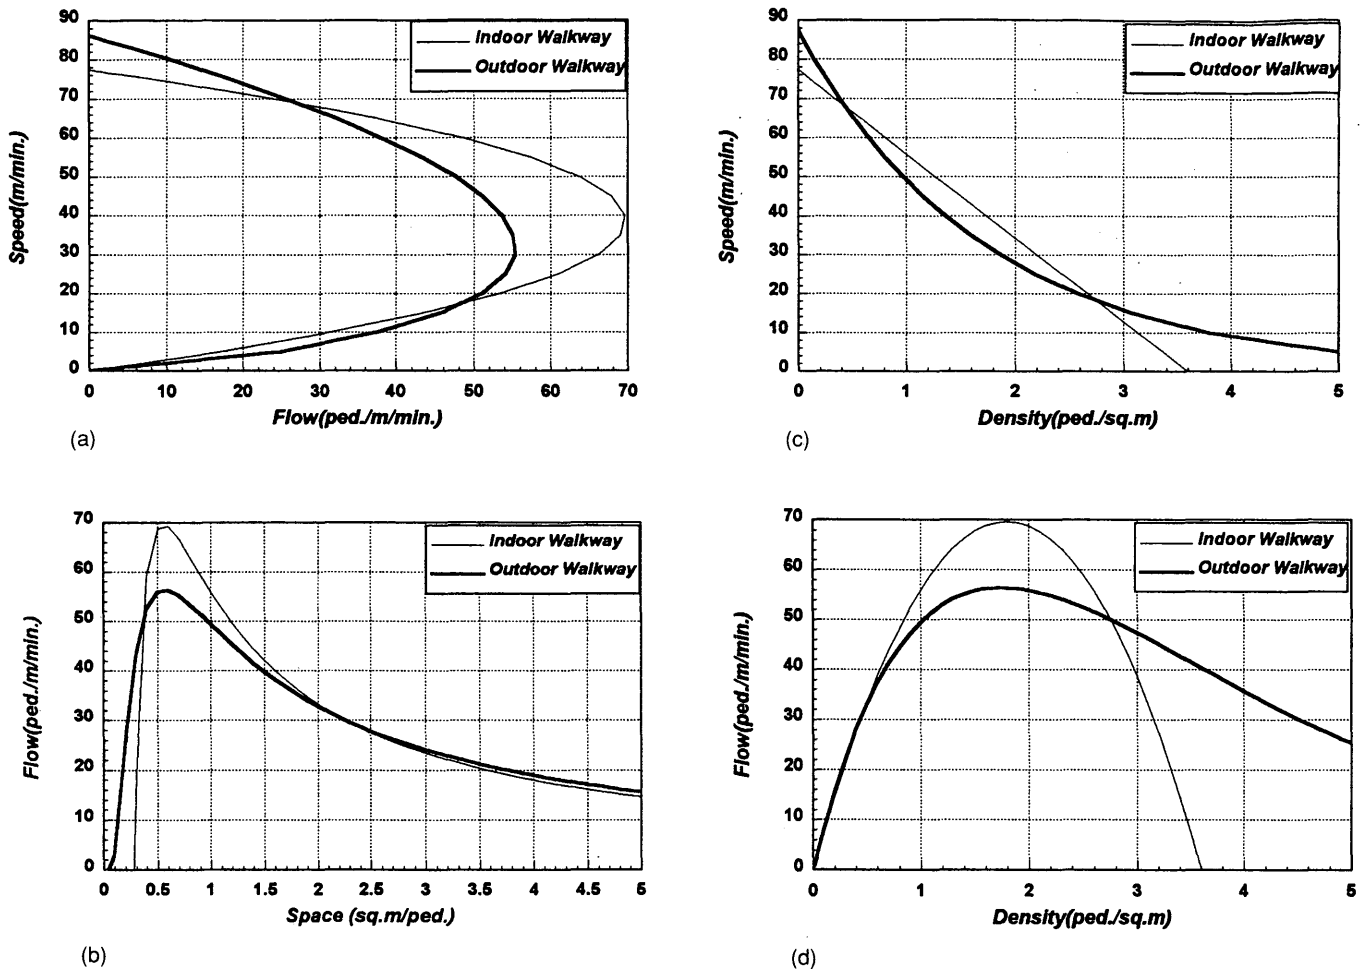 90
80
70
60
50
40
30
20
10
0
Speed(m/min.)
Indoor Walkway
Outdoor Walkway
0 10 20 30 40 50 60 70
Flow(ped./m/min.)
(a)
90
80
70
60
50
40
30
20
10
0
Speed(m/min.)
Indoor Walkway
Outdoor Walkway
0 1 2 3 4 5
Density(ped./sq.m)
(c)
70
60
50
40
30
20
10
0
Flow(ped./m/min.)
Indoor Walkway
Outdoor Walkway
0 0.5 1 1.5 2 2.5 3 3.5 4 4.5 5
Space (sq.m/ped.)
(b)
70
60
50
40
30
20
10
0
Flow(ped./m/min.)
Indoor Walkway
Outdoor Walkway
0 1 2 3 4 5
Density(ped./sq.m)
(d)